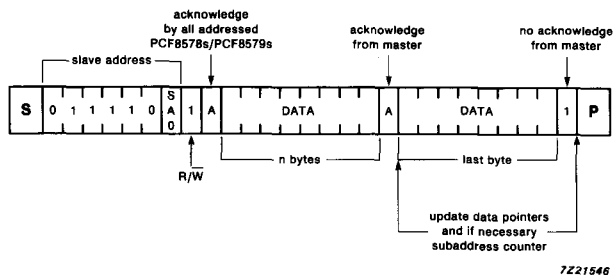 acknowledge
by all addressed
PCF8578s/PCF8579s
acknowledge
from master
no acknowledge
from master
slave address
S 0 1 1 1 1 0 SA0 1 A DATA A DATA 1 P
R/W̅
n bytes
last byte
update data pointers
and if necessary
subaddress counter
7Z21546